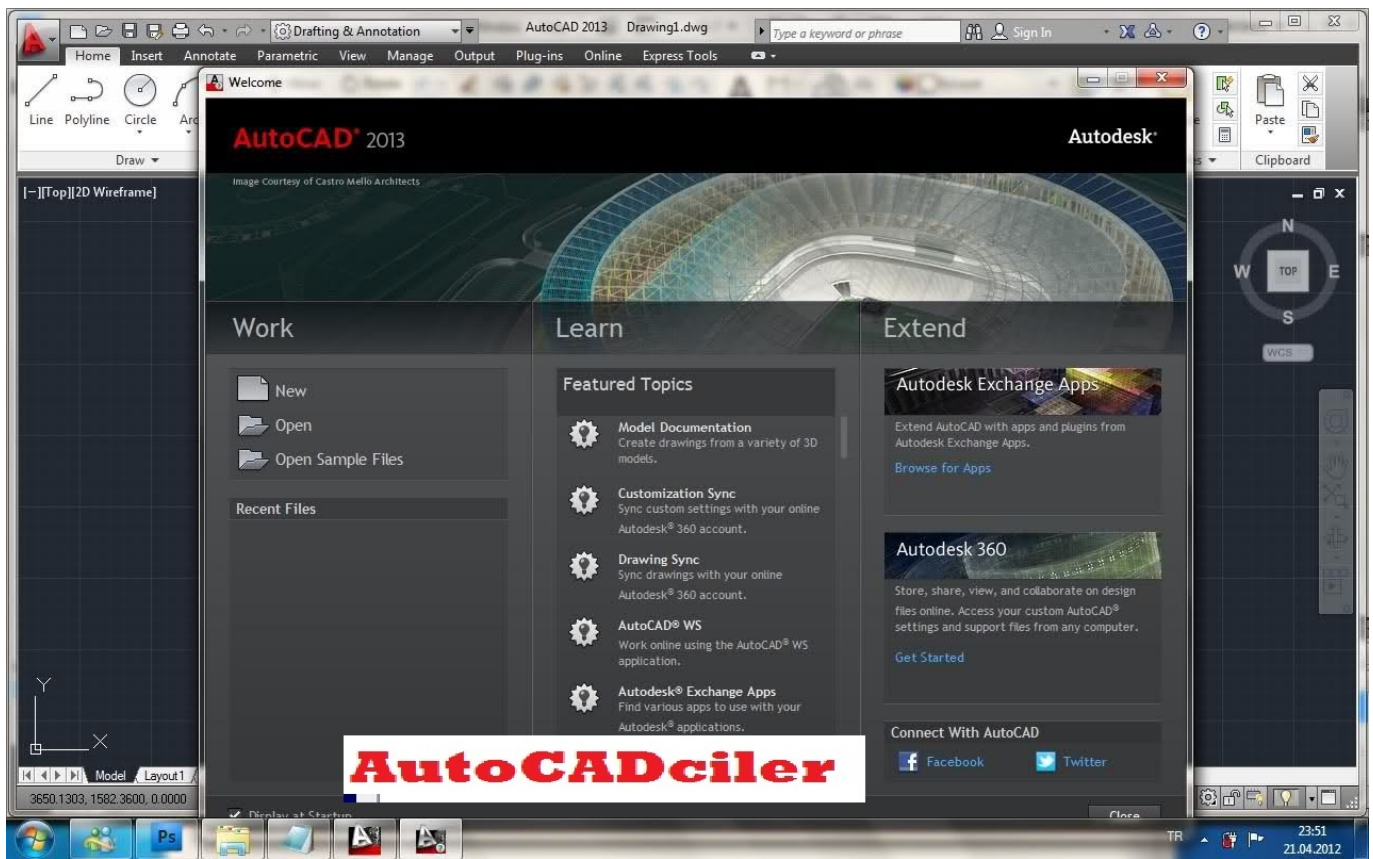 Drafting & Annotation
AutoCAD 2013 Drawing1.dwg
Type a keyword or phrase
Sign In
Home Insert Annotate Parametric View Manage Output Plug-ins Online Express Tools
Welcome
Line Polyline Circle Arc
Paste
Draw
Clipboard
AutoCAD® 2013
Autodesk®
Image Courtesy of Castro Mello Architects
[−][Top][2D Wireframe]
N
W TOP E
S
WCS
Work
New
Open
Open Sample Files
Recent Files
Learn
Featured Topics
Model Documentation
Create drawings from a variety of 3D
models.
Customization Sync
Sync custom settings with your online
Autodesk® 360 account.
Drawing Sync
Sync drawings with your online
Autodesk® 360 account.
AutoCAD® WS
Work online using the AutoCAD® WS
application.
Autodesk® Exchange Apps
Find various apps to use with your
Autodesk® applications.
Extend
Autodesk Exchange Apps
Extend AutoCAD with apps and plugins from
Autodesk Exchange Apps.
Browse for Apps
Autodesk 360
Store, share, view, and collaborate on design
files online. Access your custom AutoCAD®
settings and support files from any computer.
Get Started
Connect With AutoCAD
Facebook Twitter
AutoCADciler
Y
X
Model Layout1
3650.1303, 1582.3600, 0.0000
Display at Startup
Close
Ps
TR
23:51
21.04.2012